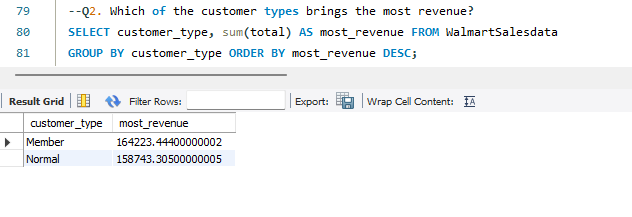 79 --Q2. Which of the customer types brings the most revenue?
80 SELECT customer_type, sum(total) AS most_revenue FROM WalmartSalesdata
81 GROUP BY customer_type ORDER BY most_revenue DESC;
Result Grid Filter Rows: Export: Wrap Cell Content: IA
customer_type most_revenue
Member 164223.44400000002
Normal 158743.30500000005